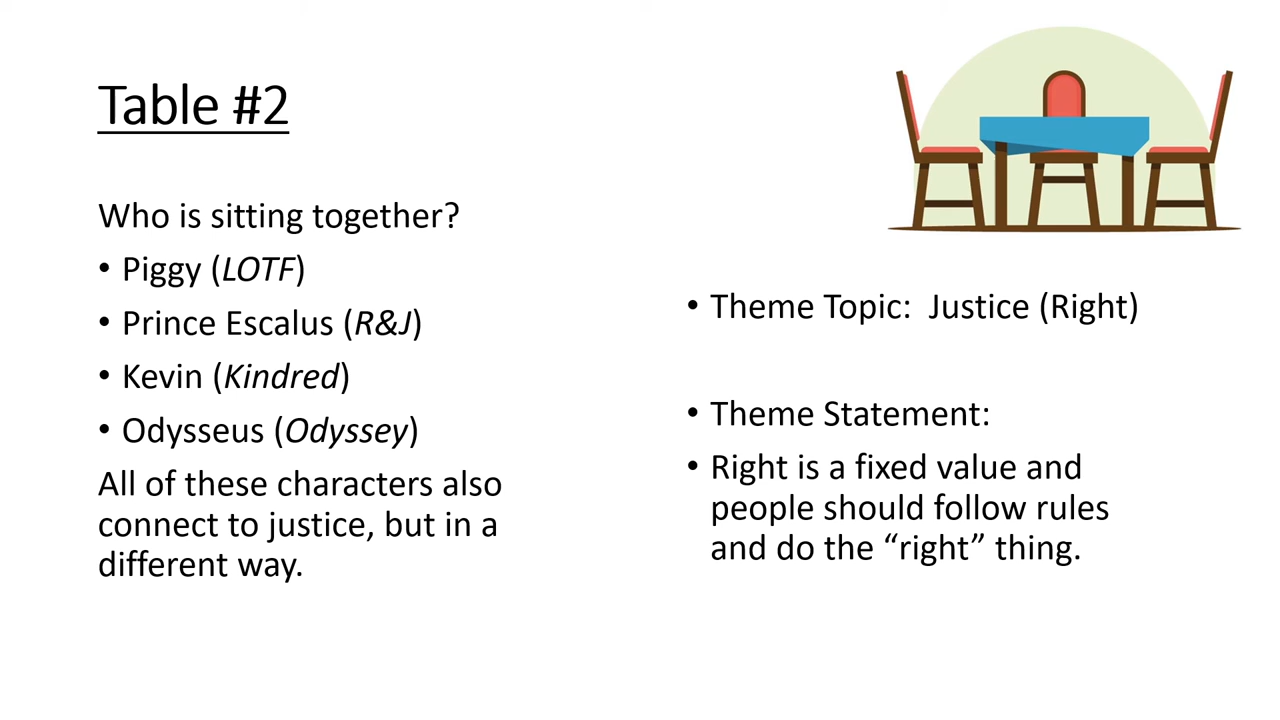 Table #2
Who is sitting together?
• Piggy (LOTF)
• Prince Escalus (R&J)
• Kevin (Kindred)
• Odysseus (Odyssey)
All of these characters also
connect to justice, but in a
different way.
• Theme Topic:  Justice (Right)
• Theme Statement:
• Right is a fixed value and
people should follow rules
and do the “right” thing.